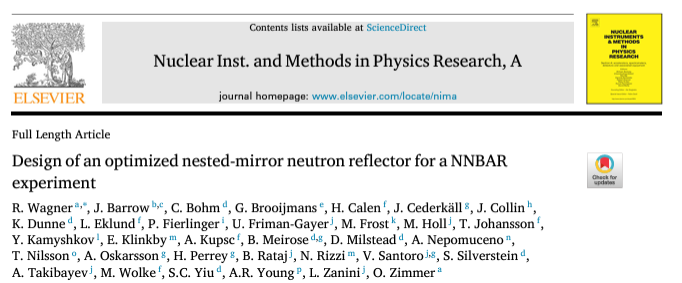 Contents lists available at ScienceDirect
Nuclear Inst. and Methods in Physics Research, A
journal homepage: www.elsevier.com/locate/nima
ELSEVIER
NUCLEAR
INSTRUMENTS
& METHODS
IN
PHYSICS
RESEARCH
Full Length Article
Design of an optimized nested-mirror neutron reflector for a NNBAR
experiment
Check for
updates
R. Wagner a,*, J. Barrow b,c, C. Bohm d, G. Brooijmans e, H. Calen f, J. Cederkäll g, J. Collin h,
K. Dunne d, L. Eklund f, P. Fierlinger i, U. Friman-Gayer j, M. Frost k, M. Holl j, T. Johansson f,
Y. Kamyshkov l, E. Klinkby m, A. Kupsc f, B. Meirose d,g, D. Milstead d, A. Nepomuceno n,
T. Nilsson o, A. Oskarsson g, H. Perrey g, B. Rataj j, N. Rizzi m, V. Santoro j,g, S. Silverstein d,
A. Takibayev j, M. Wolke f, S.C. Yiu d, A.R. Young p, L. Zanini j, O. Zimmer a